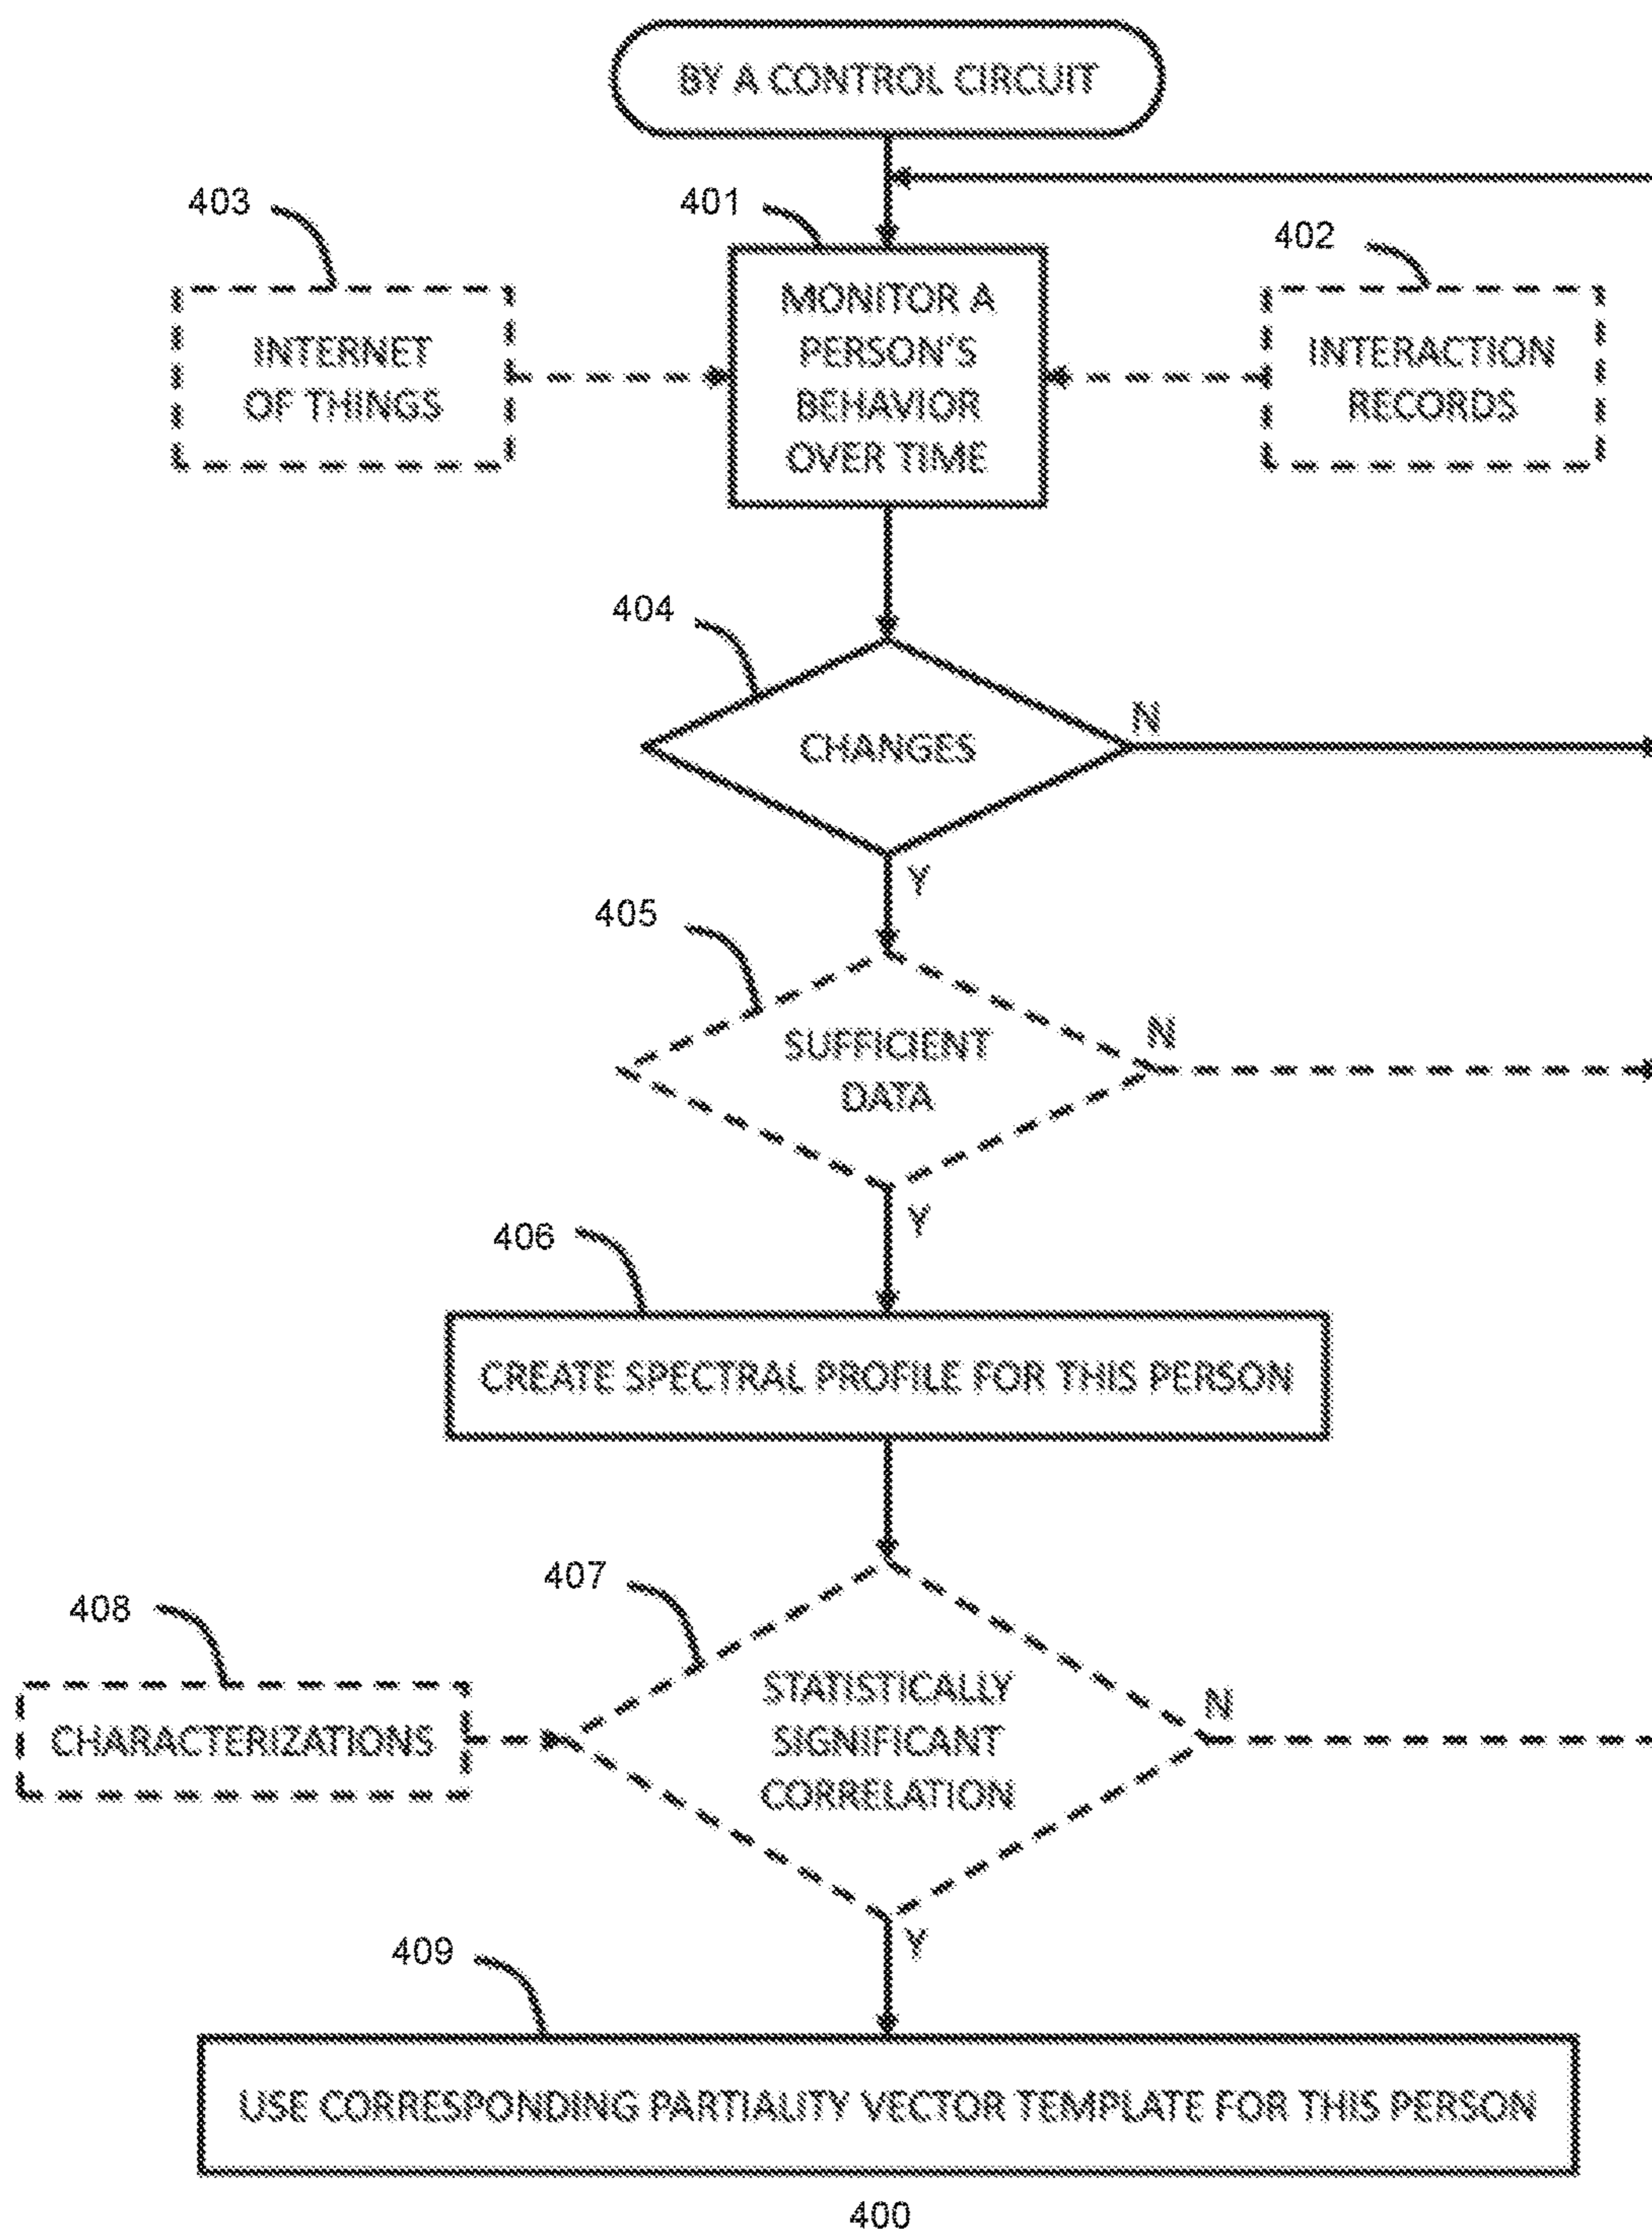 BY A CONTROL CIRCUIT
403
401
402
INTERNET
OF THINGS
MONITOR A
PERSON'S
BEHAVIOR
OVER TIME
INTERACTION
RECORDS
404
CHANGES
N
Y
405
SUFFICIENT
DATA
N
Y
406
CREATE SPECTRAL PROFILE FOR THIS PERSON
407
408
CHARACTERIZATIONS
STATISTICALLY
SIGNIFICANT
CORRELATION
N
Y
409
USE CORRESPONDING PARTIALITY VECTOR TEMPLATE FOR THIS PERSON
400